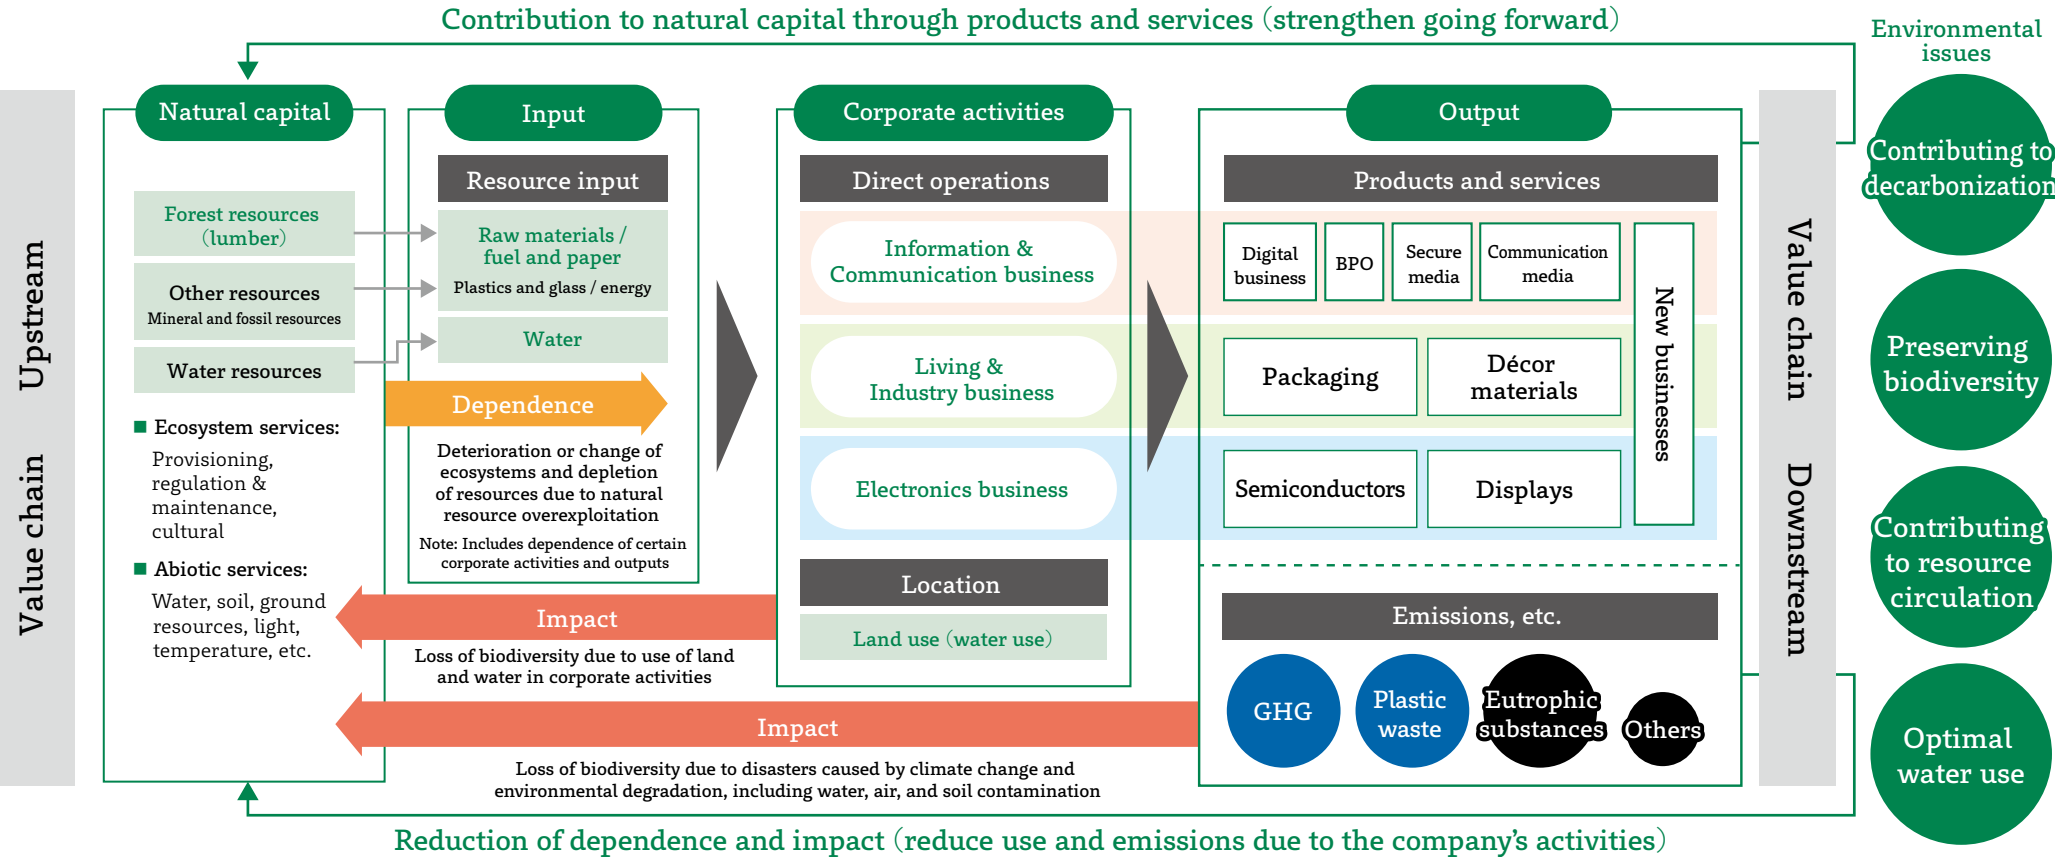 Contribution to natural capital through products and services (strengthen going forward)
Environmental
issues
Value chain Upstream
Natural capital
Forest resources
(lumber)
Other resources
Mineral and fossil resources
Water resources
Ecosystem services:
Provisioning,
regulation &
maintenance,
cultural
Abiotic services:
Water, soil, ground
resources, light,
temperature, etc.
Input
Resource input
Raw materials /
fuel and paper
Plastics and glass / energy
Water
Dependence
Deterioration or change of
ecosystems and depletion
of resources due to natural
resource overexploitation
Note: Includes dependence of certain
corporate activities and outputs
Impact
Loss of biodiversity due to use of land
and water in corporate activities
Impact
Loss of biodiversity due to disasters caused by climate change and
environmental degradation, including water, air, and soil contamination
Corporate activities
Direct operations
Information &
Communication business
Living &
Industry business
Electronics business
Location
Land use (water use)
Output
Products and services
Digital
business
BPO
Secure
media
Communication
media
Packaging
Décor
materials
Semiconductors
Displays
New businesses
Emissions, etc.
GHG
Plastic
waste
Eutrophic
substances
Others
Value chain Downstream
Contributing to
decarbonization
Preserving
biodiversity
Contributing
to resource
circulation
Optimal
water use
Reduction of dependence and impact (reduce use and emissions due to the company's activities)